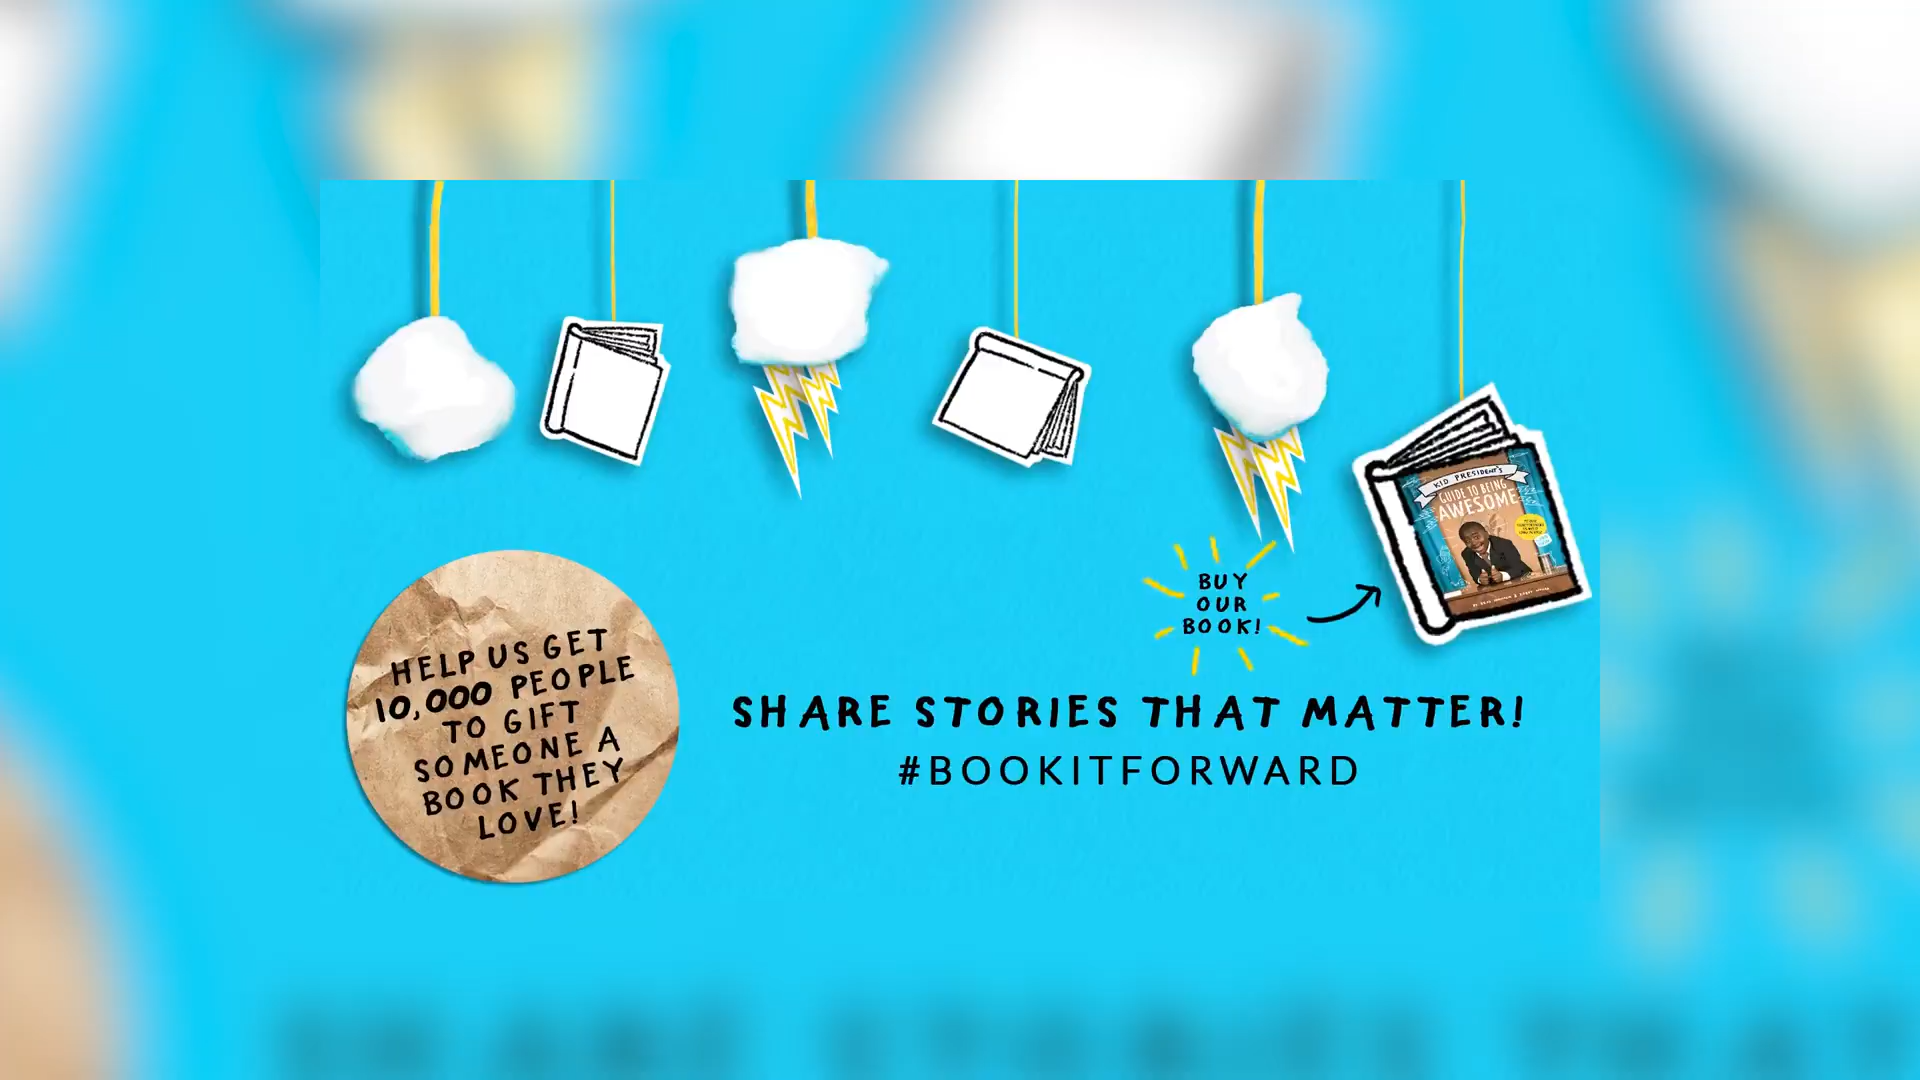 KID PRESIDENT'S
GUIDE TO BEING
AWESOME
BUY
OUR
BOOK!
HELP US GET
10,000 PEOPLE
TO GIFT
SOMEONE A
BOOK THEY
LOVE!
SHARE STORIES THAT MATTER!
#BOOKITFORWARD